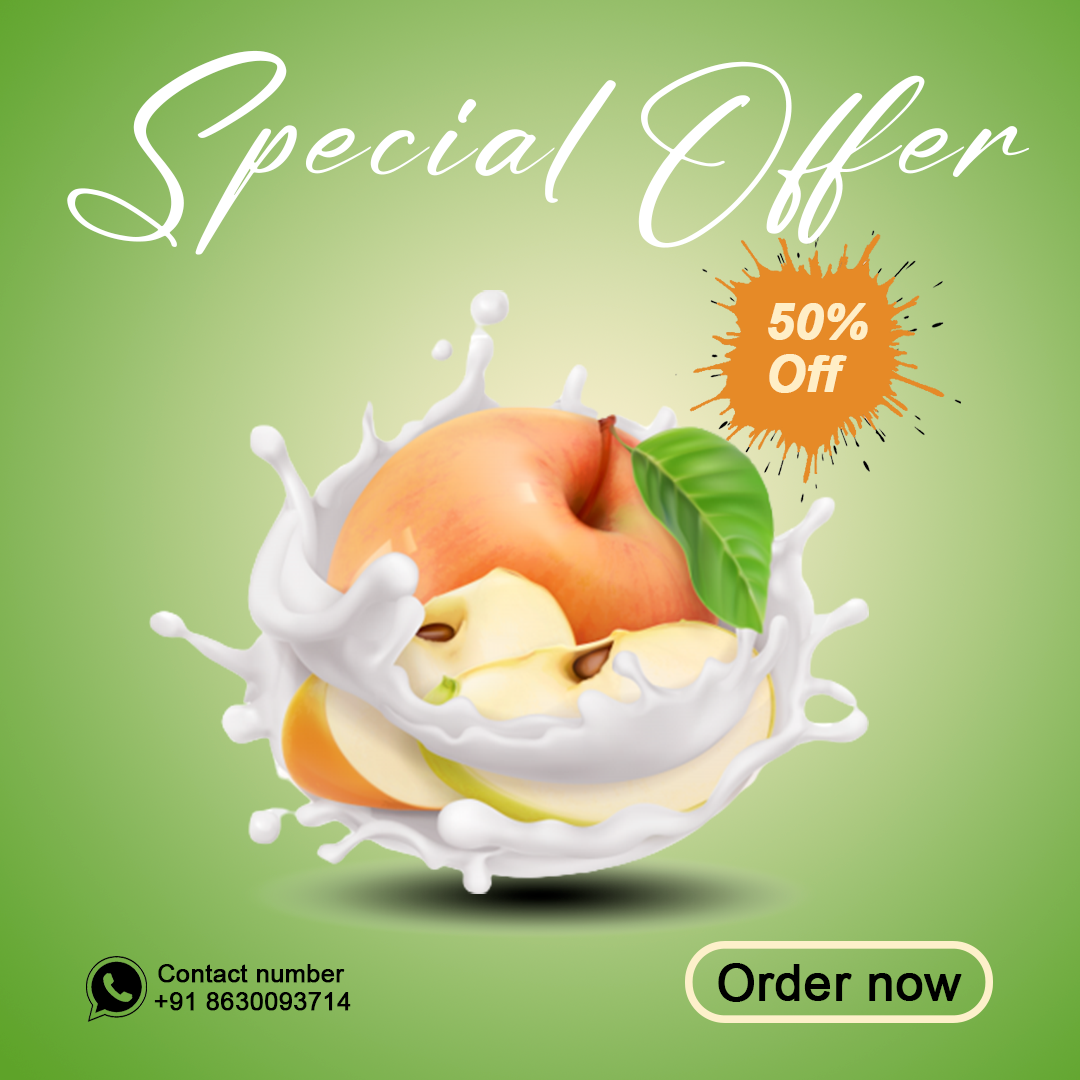 Special Offer
50%
Off
Contact number
+91 8630093714
Order now